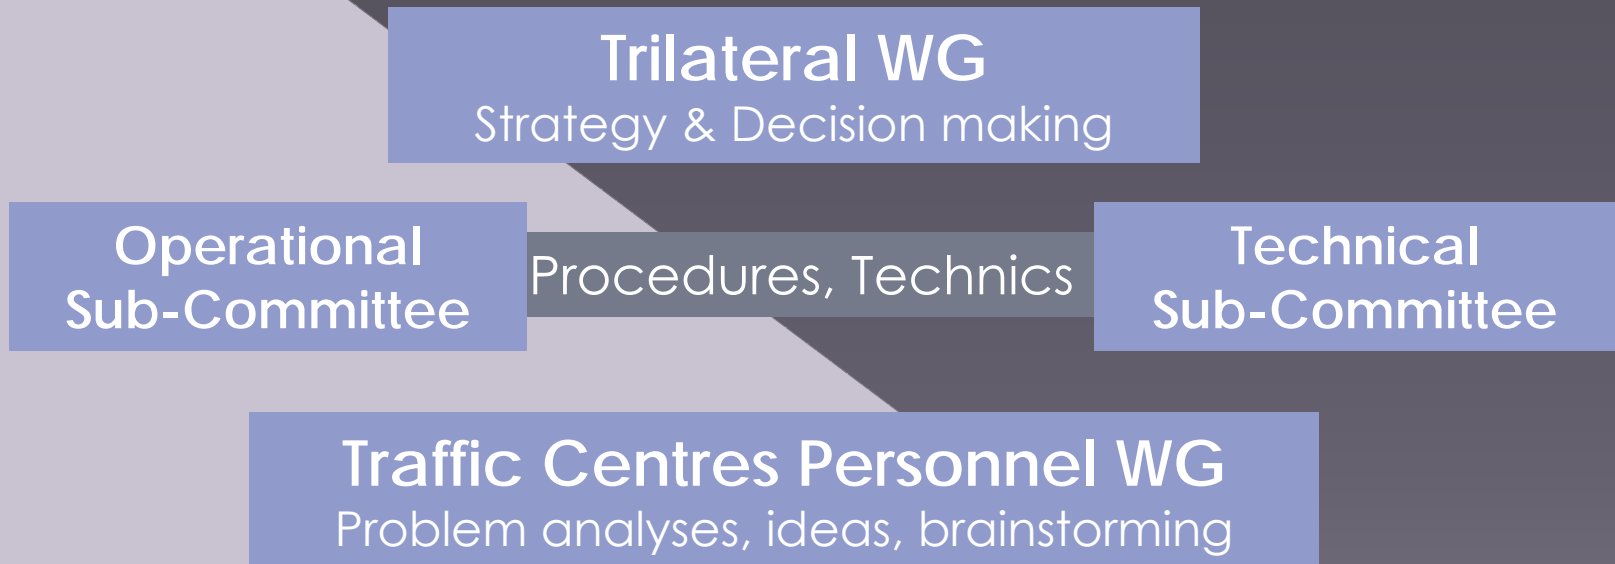 Trilateral WG
Strategy & Decision making
Operational
Sub-Committee
Procedures, Technics
Technical
Sub-Committee
Traffic Centres Personnel WG
Problem analyses, ideas, brainstorming